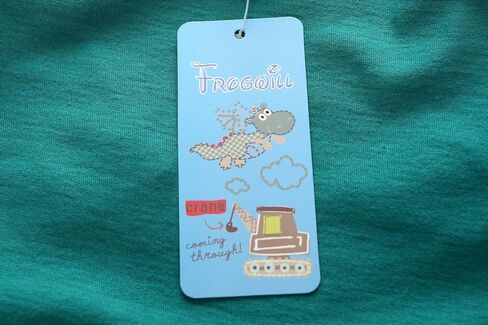 FROGWILL
crane
coming
through!